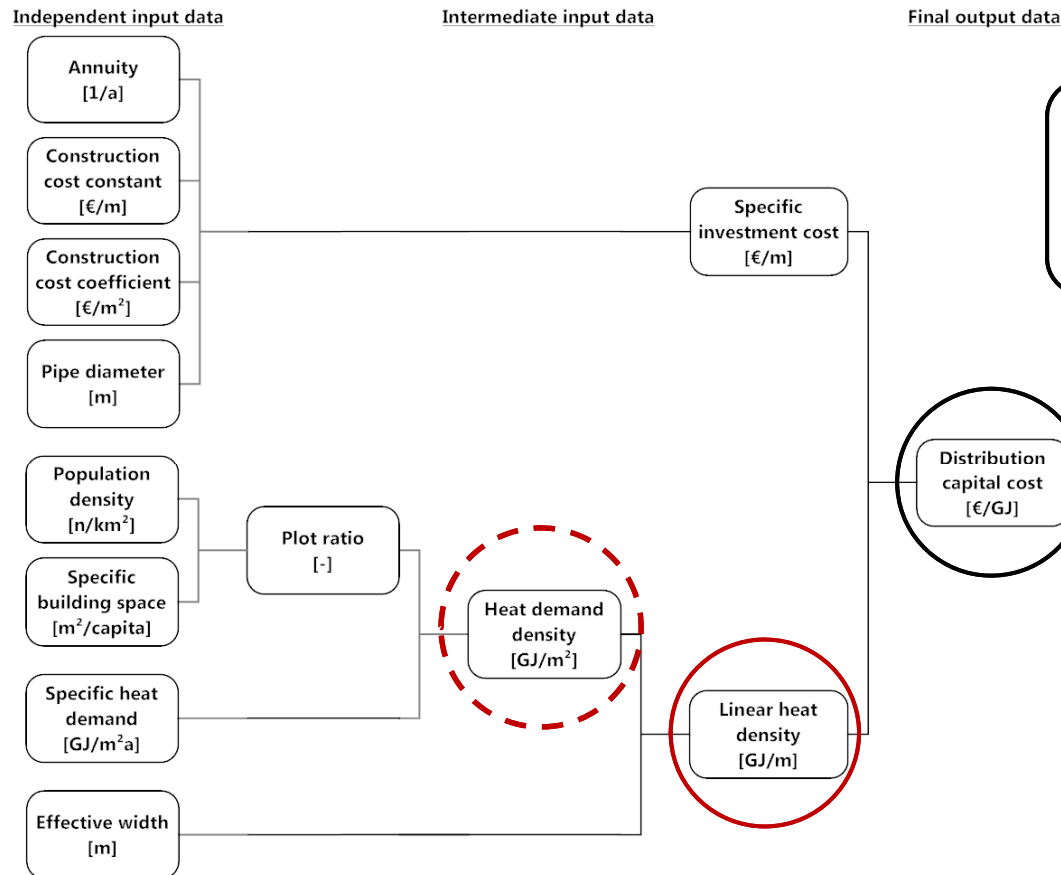 Independent input data
Intermediate input data
Final output data
Annuity
[1/a]
Construction
cost constant
[€/m]
Construction
cost coefficient
[€/m²]
Pipe diameter
[m]
Specific
investment cost
[€/m]
Population
density
[n/km²]
Specific
building space
[m²/capita]
Plot ratio
[-]
Specific heat
demand
[GJ/m²a]
Heat demand
density
[GJ/m²]
Effective width
[m]
Linear heat
density
[GJ/m]
Distribution
capital cost
[€/GJ]